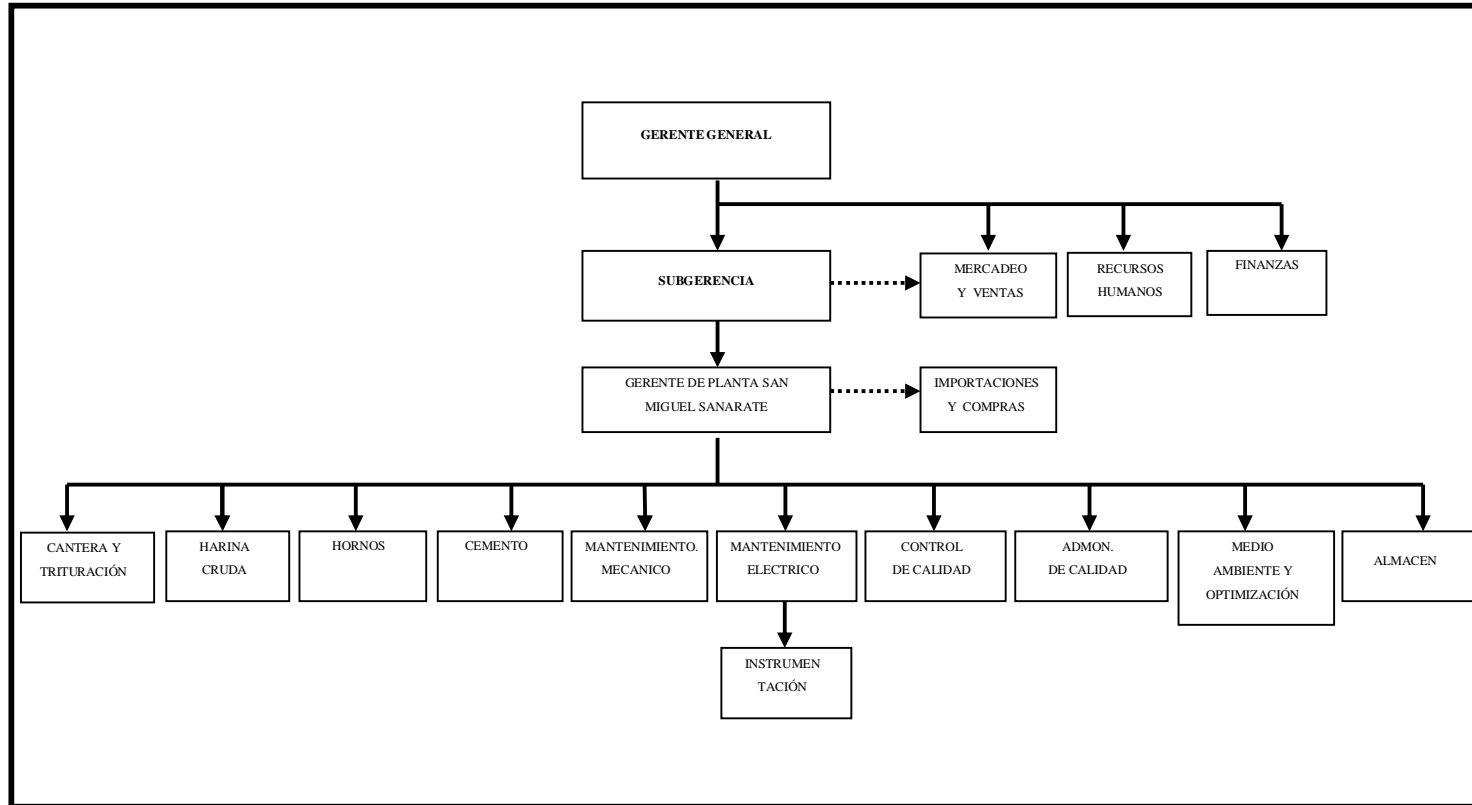 GERENTE GENERAL
SUBGERENCIA
MERCADEO
Y VENTAS
RECURSOS
HUMANOS
FINANZAS
GERENTE DE PLANTA SAN
MIGUEL SANARATE
IMPORTACIONES
Y COMPRAS
CANTERA Y
TRITURACIÓN
HARINA
CRUDA
HORNOS
CEMENTO
MANTENIMIENTO.
MECANICO
MANTENIMIENTO
ELECTRICO
CONTROL
DE CALIDAD
ADMON.
DE CALIDAD
MEDIO
AMBIENTE Y
OPTIMIZACIÓN
ALMACEN
INSTRUMEN
TACIÓN